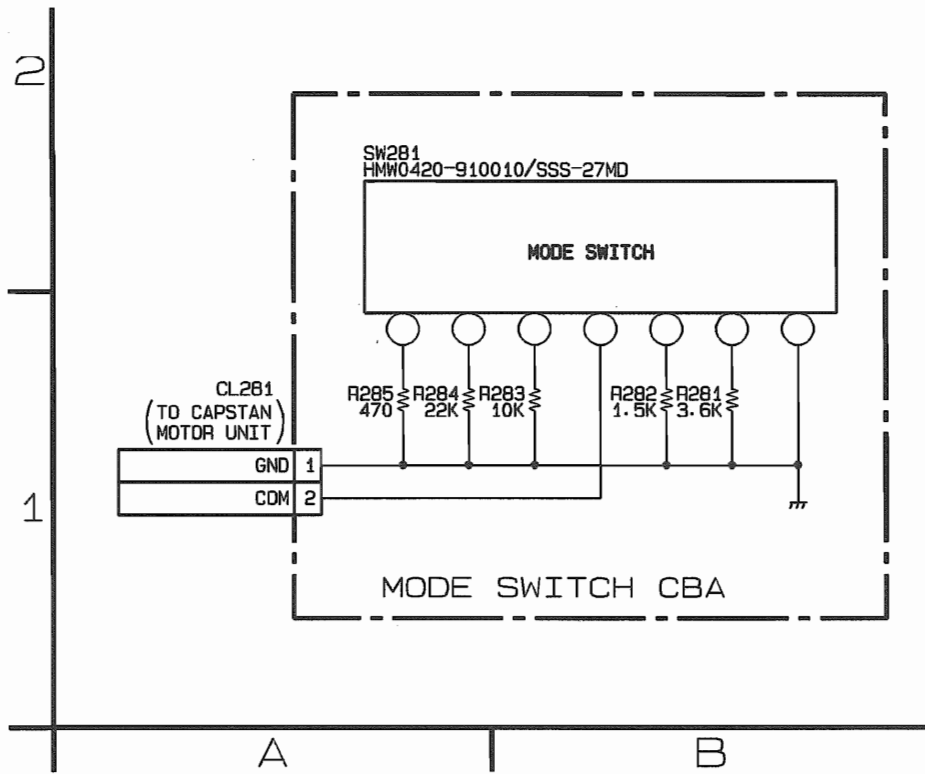 2
SW281
HMW0420-910010/SSS-27MD
MODE SWITCH
CL281
(TO CAPSTAN
MOTOR UNIT)
R285
470
R284
22K
R283
10K
R282
1.5K
R281
3.6K
GND 1
COM 2
1
MODE SWITCH CBA
A
B